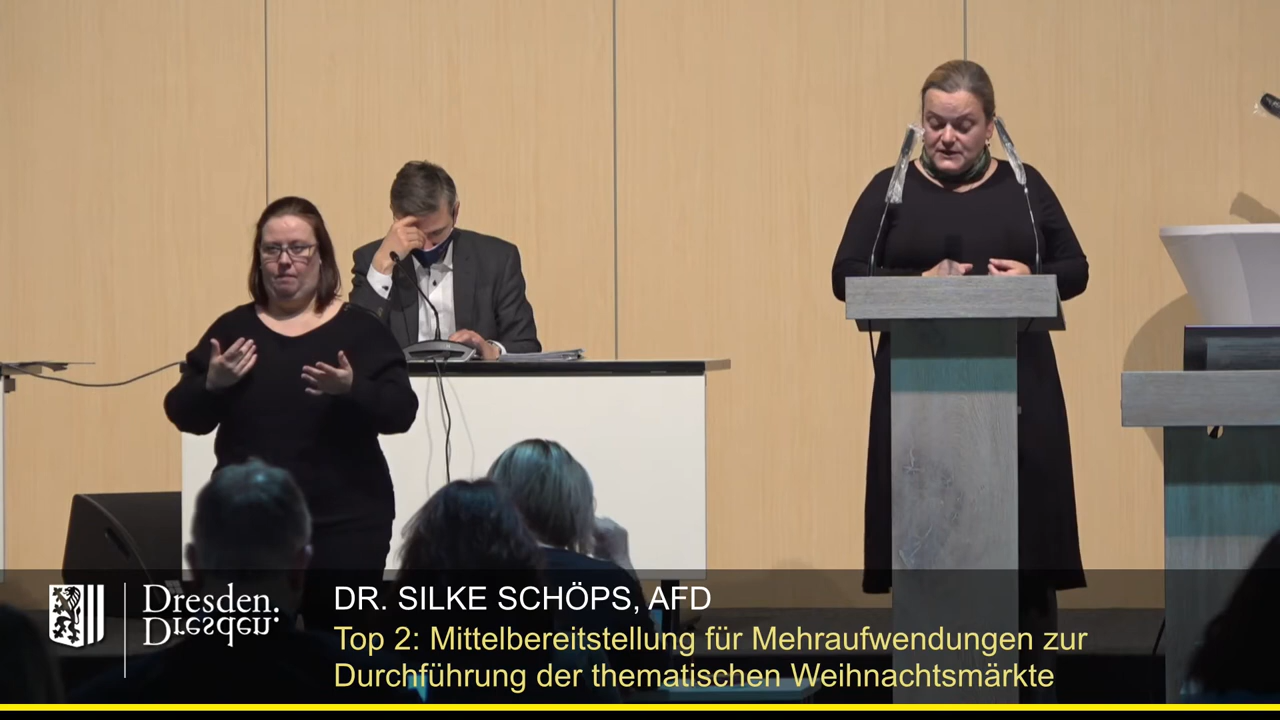 Dresden.
Dresden.
DR. SILKE SCHÖPS, AFD
Top 2: Mittelbereitstellung für Mehraufwendungen zur
Durchführung der thematischen Weihnachtsmärkte